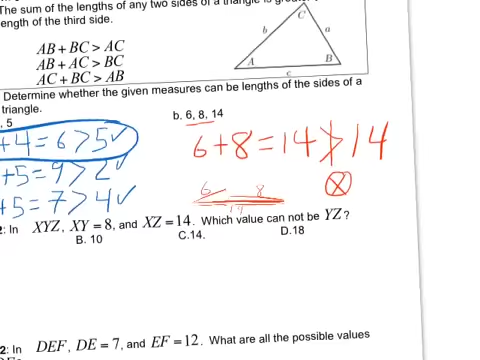 The sum of the lengths of any two sides of a triangle is
length of the third side.
AB + BC > AC
AB + AC > BC
AC + BC > AB
C
b
a
A
B
c
Determine whether the given measures can be lengths of the sides of a
triangle.
, 5
b. 6, 8, 14
+4=6>5✓
6+8=14≯14
+5=9>2✓
+5=7>4✓
6 8
14
2: In XYZ, XY = 8, and XZ = 14. Which value can not be YZ?
B. 10 C.14. D.18
2: In DEF, DE = 7, and EF = 12. What are all the possible values